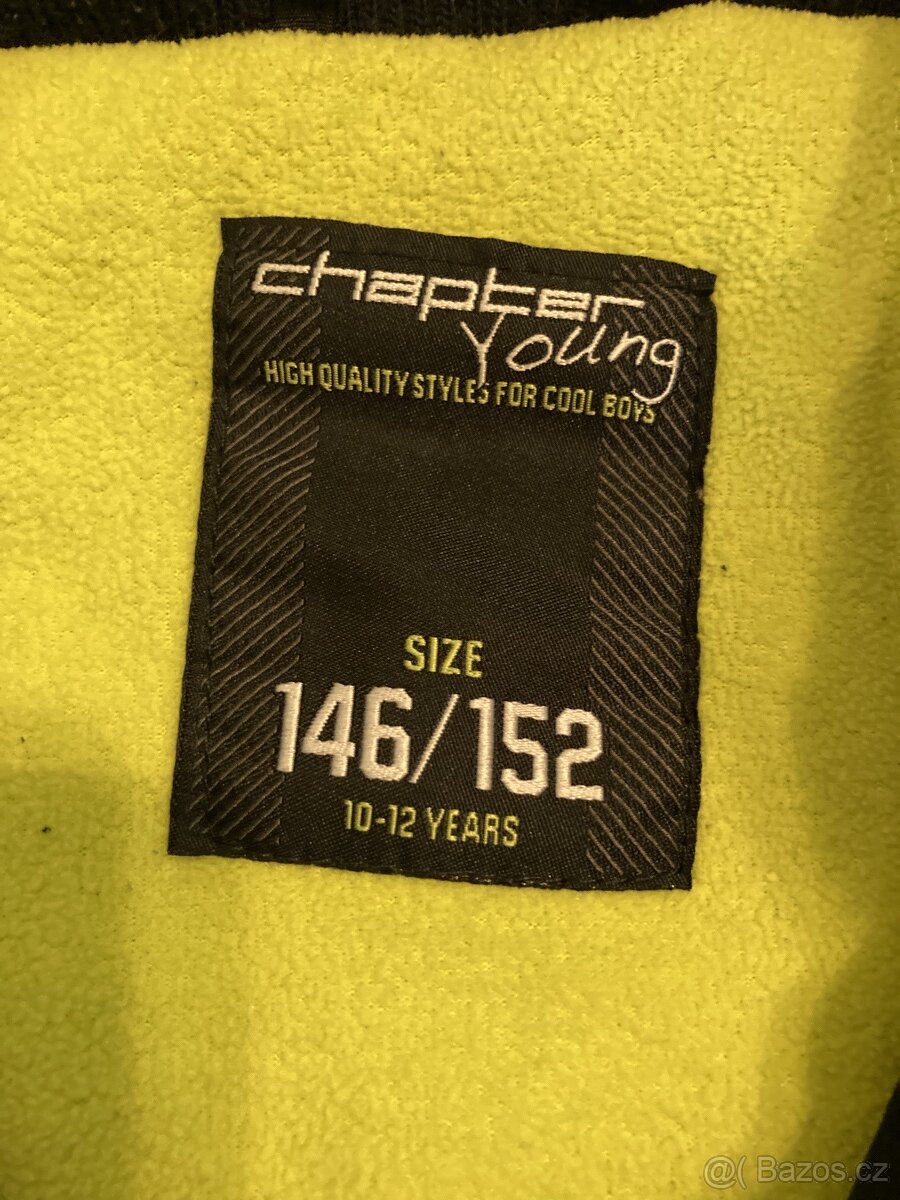 chapter
Young
HIGH QUALITY STYLES FOR COOL BOYS
SIZE
146/152
10-12 YEARS
@( Bazos.cz